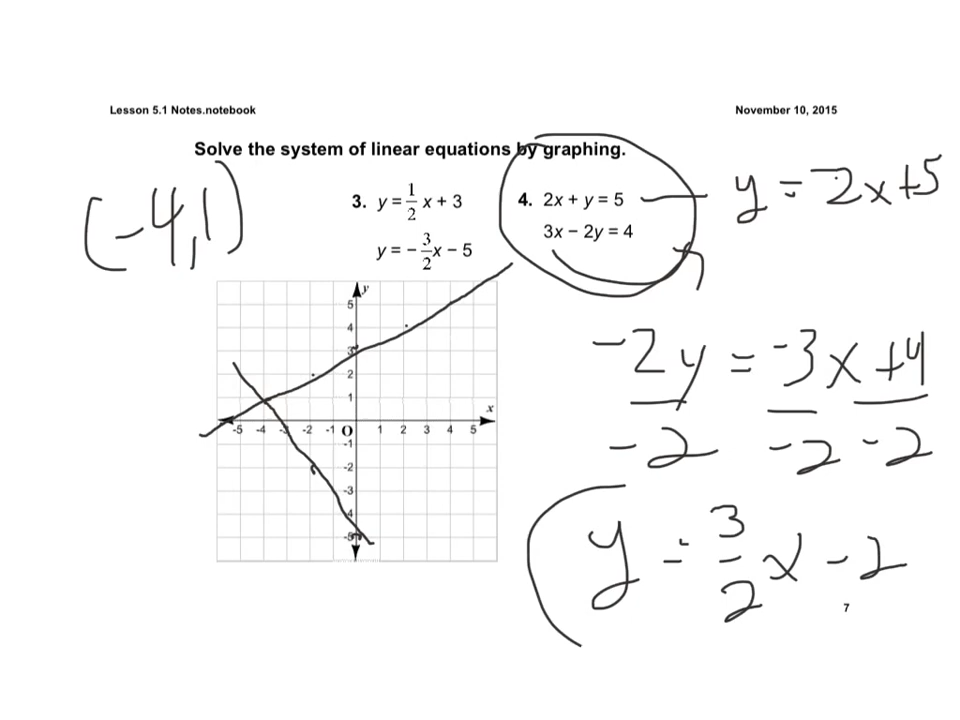 Lesson 5.1 Notes.notebook
November 10, 2015
Solve the system of linear equations by graphing.
(-4,1)
3. y = 1/2 x + 3
y = - 3/2 x - 5
4. 2x + y = 5
3x - 2y = 4
y = -2x+5
-2y = -3x +4
-2 -2 -2
y = 3/2 x - 2
y
5
4
3
2
1
x
-5 -4 -3 -2 -1 O 1 2 3 4 5
-1
-2
-3
-4
-5
7